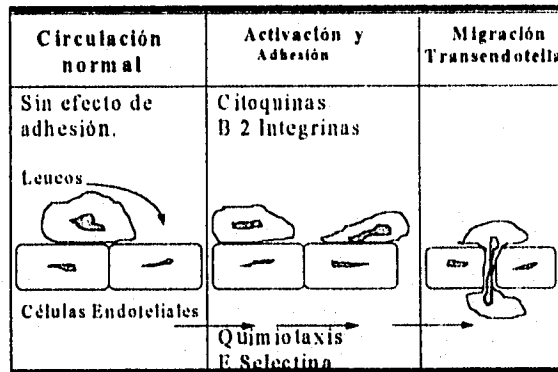 Circulación
normal
Sin efecto de
adhesión.
Leucos
Células Endoteliales
Activación y
Adhesión
Citoquinas
B 2 Integrinas
Quimiotaxis
E Selectina
Migración
Transendotelia